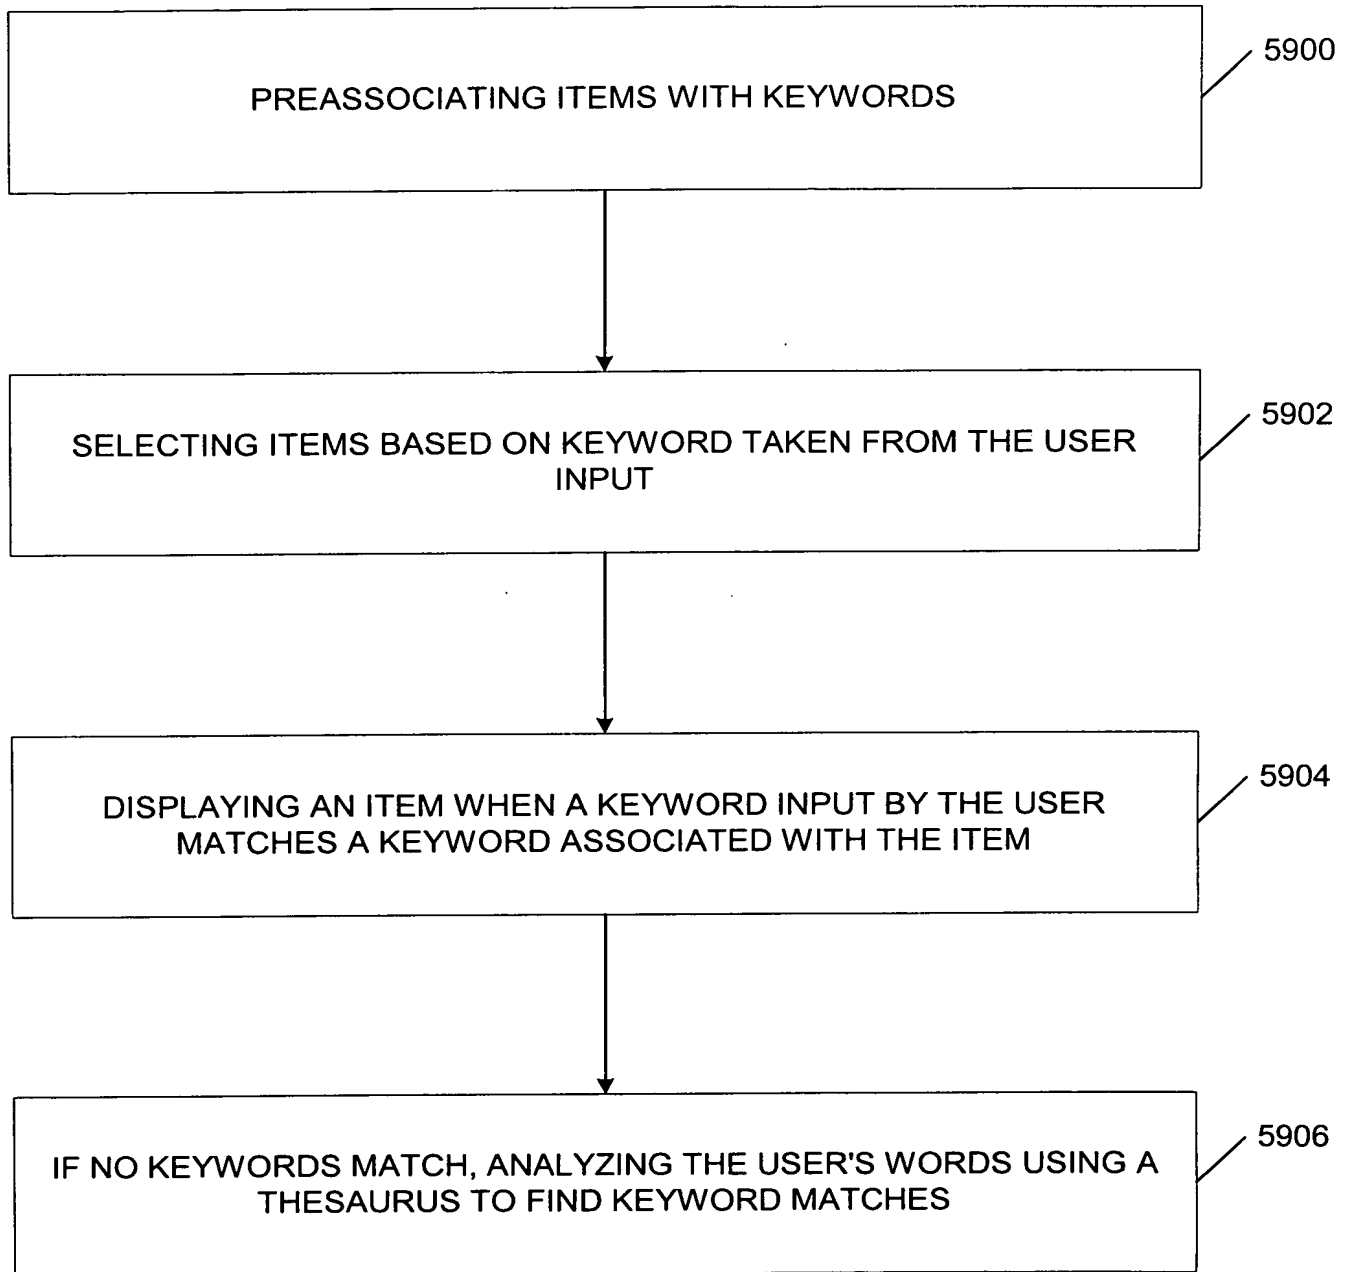 PREASSOCIATING ITEMS WITH KEYWORDS
5900
SELECTING ITEMS BASED ON KEYWORD TAKEN FROM THE USER
INPUT
5902
DISPLAYING AN ITEM WHEN A KEYWORD INPUT BY THE USER
MATCHES A KEYWORD ASSOCIATED WITH THE ITEM
5904
IF NO KEYWORDS MATCH, ANALYZING THE USER'S WORDS USING A
THESAURUS TO FIND KEYWORD MATCHES
5906